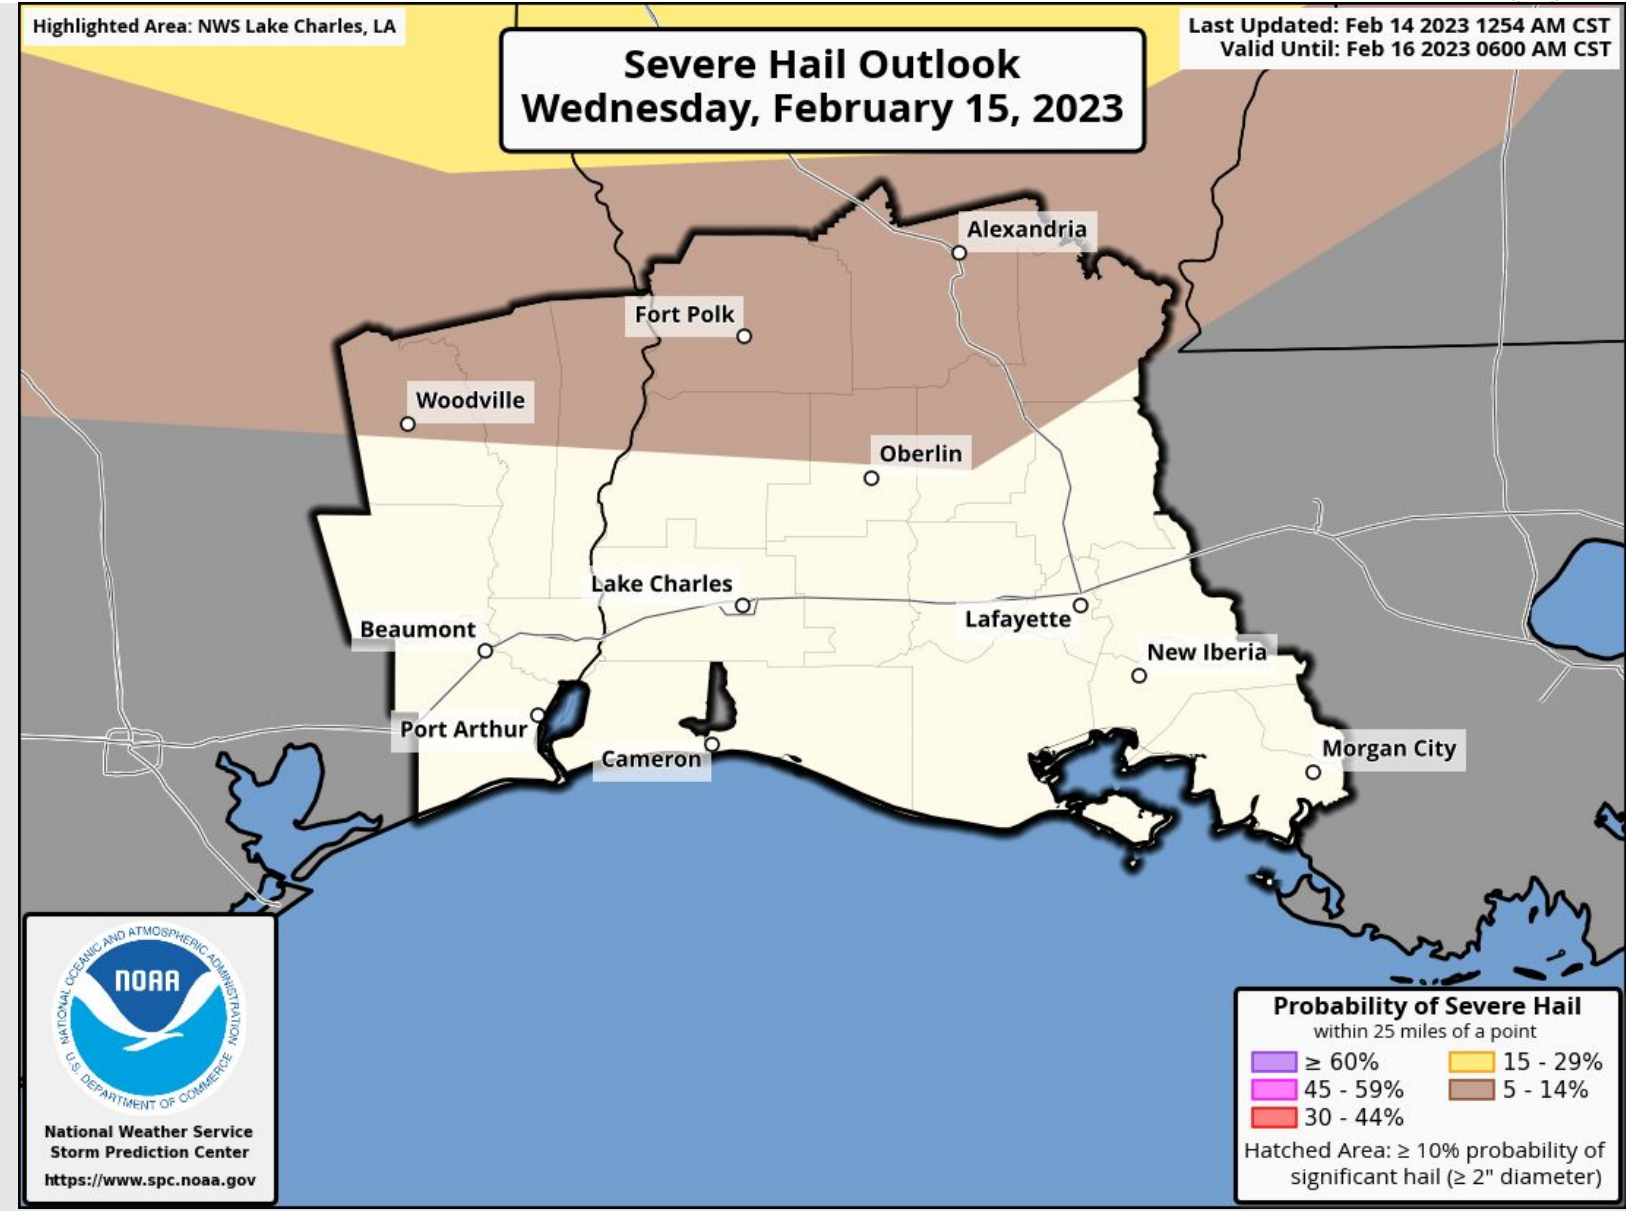 Highlighted Area: NWS Lake Charles, LA
Last Updated: Feb 14 2023 1254 AM CST
Valid Until: Feb 16 2023 0600 AM CST
Severe Hail Outlook
Wednesday, February 15, 2023
Alexandria
Fort Polk
Woodville
Oberlin
Lake Charles
Lafayette
Beaumont
New Iberia
Port Arthur
Cameron
Morgan City
NATIONAL OCEANIC AND ATMOSPHERIC ADMINISTRATION
NOAA
U.S. DEPARTMENT OF COMMERCE
National Weather Service
Storm Prediction Center
https://www.spc.noaa.gov
Probability of Severe Hail
within 25 miles of a point
≥ 60%
15 - 29%
45 - 59%
5 - 14%
30 - 44%
Hatched Area: ≥ 10% probability of
significant hail (≥ 2" diameter)